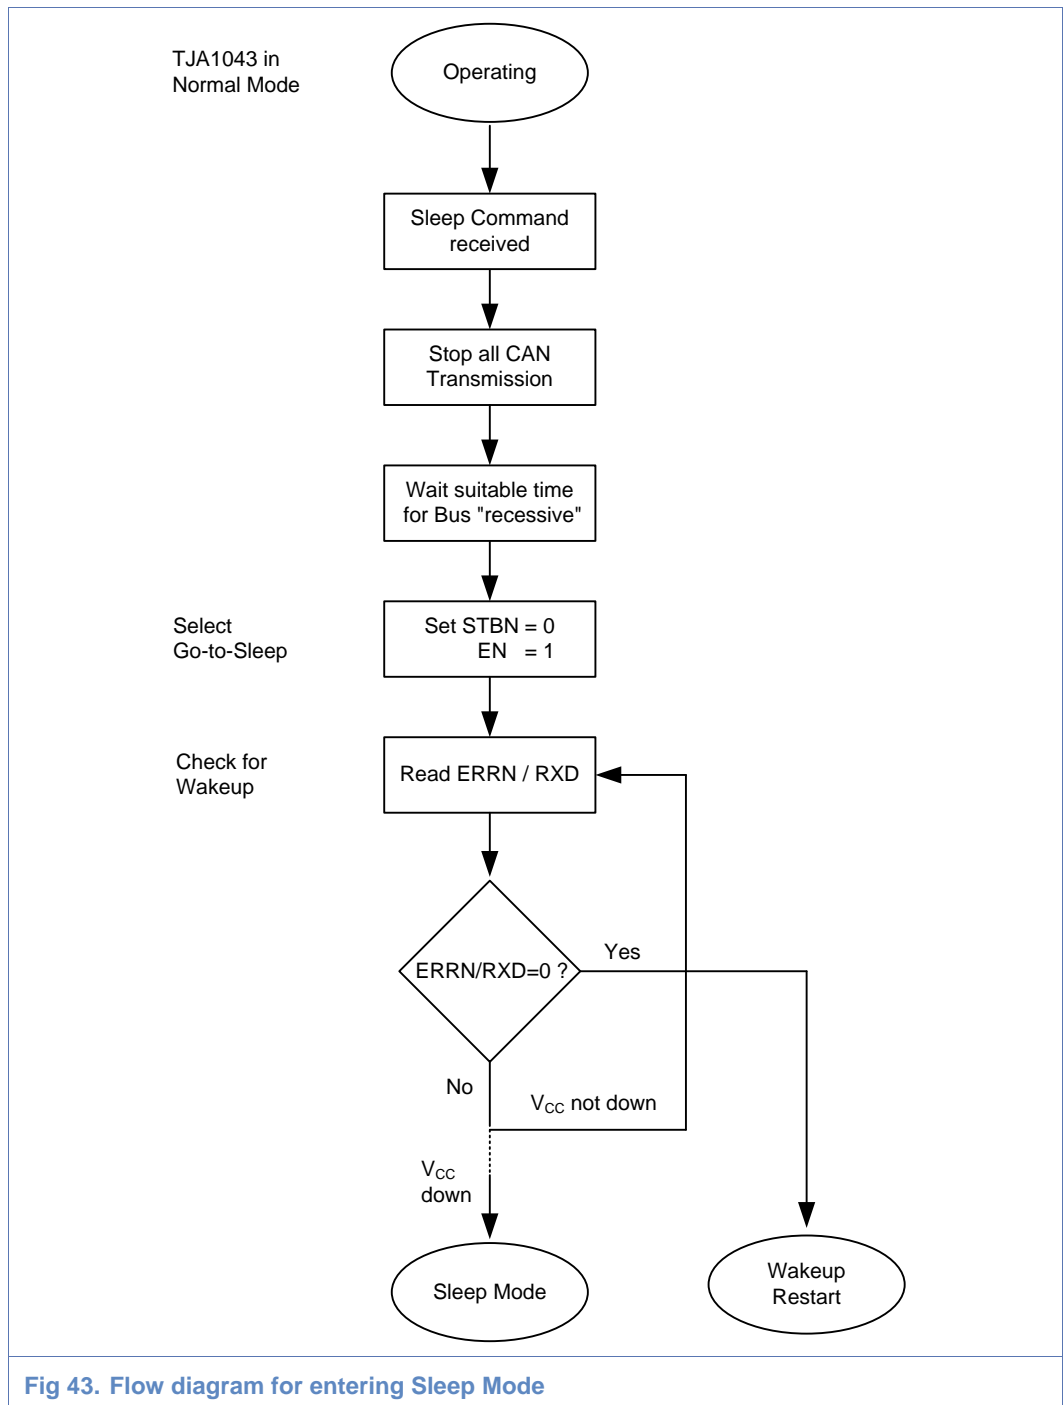 TJA1043 in
Normal Mode
Operating
Sleep Command
received
Stop all CAN
Transmission
Wait suitable time
for Bus "recessive"
Select
Go-to-Sleep
Set STBN = 0
EN = 1
Check for
Wakeup
Read ERRN / RXD
ERRN/RXD=0 ?
Yes
No
VCC not down
VCC
down
Sleep Mode
Wakeup
Restart
Fig 43. Flow diagram for entering Sleep Mode